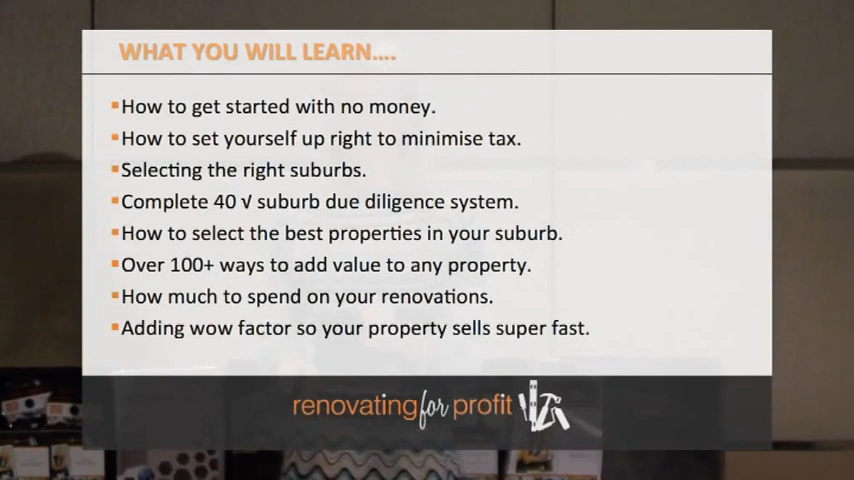 WHAT YOU WILL LEARN....
How to get started with no money.
How to set yourself up right to minimise tax.
Selecting the right suburbs.
Complete 40 √ suburb due diligence system.
How to select the best properties in your suburb.
Over 100+ ways to add value to any property.
How much to spend on your renovations.
Adding wow factor so your property sells super fast.
renovating for profit